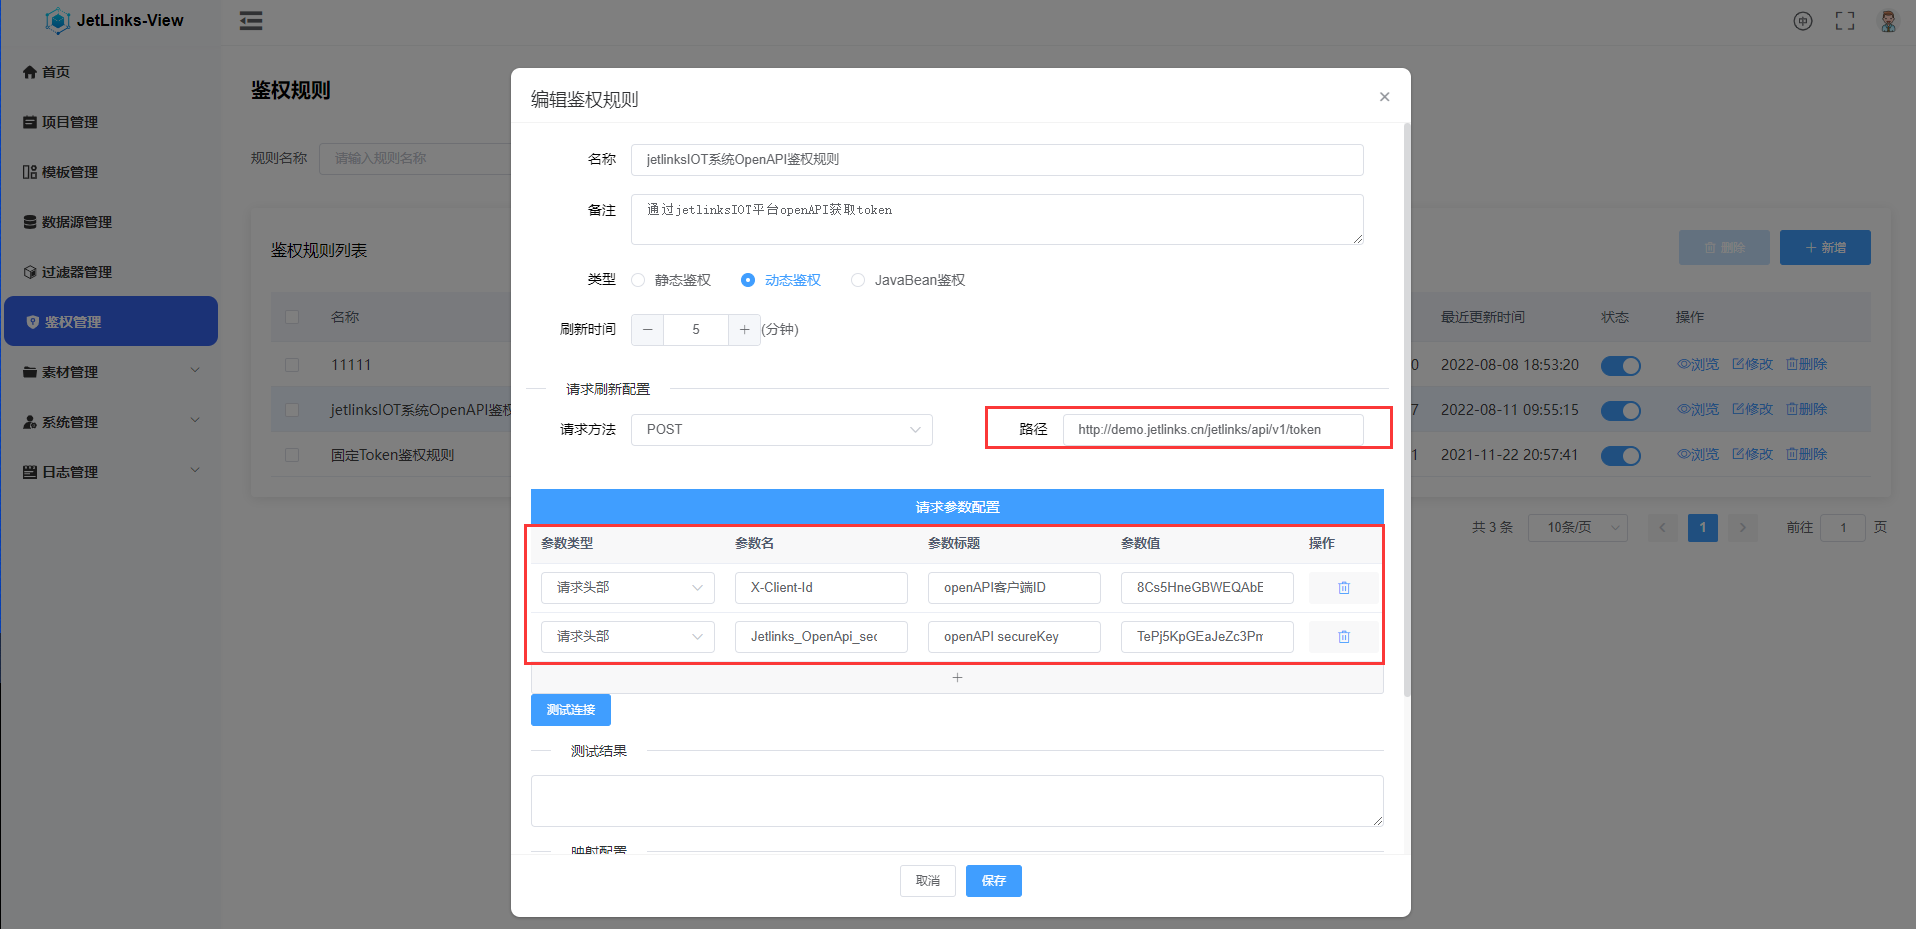 JetLinks-View
中
首页
项目管理
模板管理
数据源管理
过滤器管理
鉴权管理
素材管理
系统管理
日志管理
鉴权规则
规则名称 请输入规则名称
鉴权规则列表
删除 新增
名称
最近更新时间 状态 操作
11111
0 2022-08-08 18:53:20 浏览 修改 删除
jetlinksIOT系统OpenAPI鉴权
7 2022-08-11 09:55:15 浏览 修改 删除
固定Token鉴权规则
1 2021-11-22 20:57:41 浏览 修改 删除
共 3 条 10条/页 1 前往 1 页
编辑鉴权规则
名称 jetlinksIOT系统OpenAPI鉴权规则
备注 通过jetlinksIOT平台openAPI获取token
类型 静态鉴权 动态鉴权 JavaBean鉴权
刷新时间 − 5 + (分钟)
请求刷新配置
请求方法 POST 路径 http://demo.jetlinks.cn/jetlinks/api/v1/token
请求参数配置
参数类型 参数名 参数标题 参数值 操作
请求头部 X-Client-Id openAPI客户端ID 8Cs5HneGBWEQAbE
请求头部 Jetlinks_OpenApi_sec openAPI secureKey TePj5KpGEaJeZc3Pm
+
测试连接
测试结果
映射配置
取消 保存